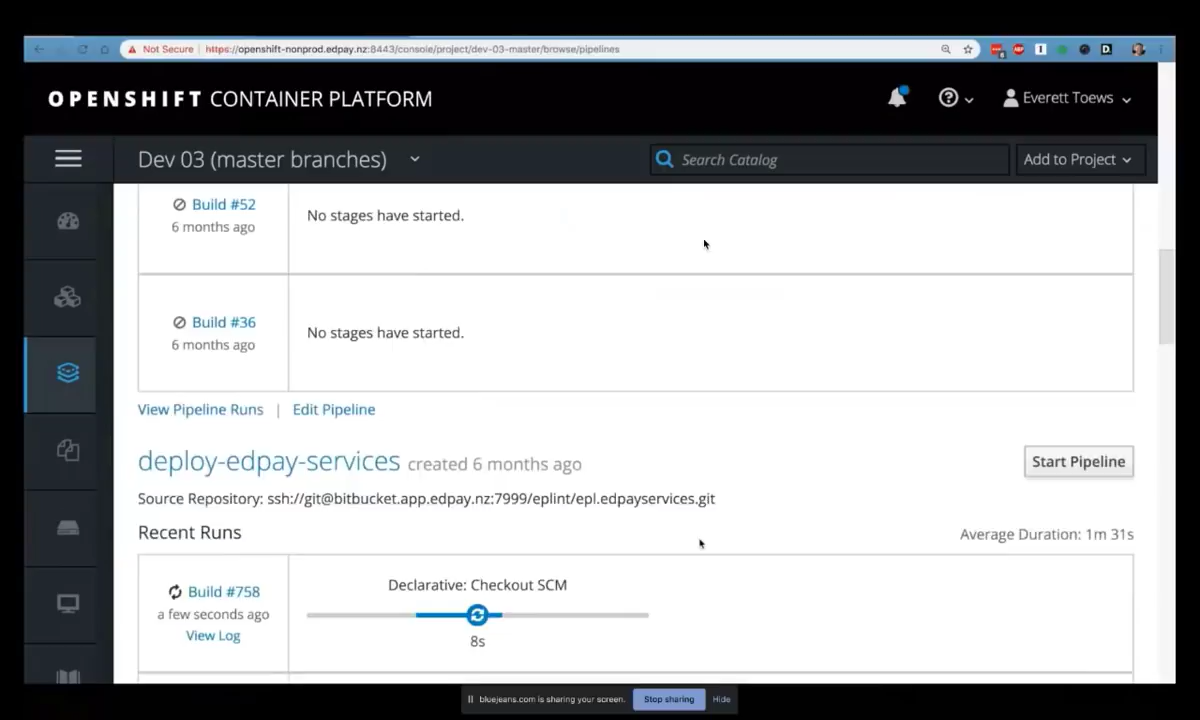 Not Secure https://openshift-nonprod.edpay.nz:8443/console/project/dev-03-master/browse/pipelines
OPENSHIFT CONTAINER PLATFORM
Everett Toews
Dev 03 (master branches)
Search Catalog
Add to Project
Build #52
6 months ago
No stages have started.
Build #36
6 months ago
No stages have started.
View Pipeline Runs | Edit Pipeline
deploy-edpay-services created 6 months ago
Start Pipeline
Source Repository: ssh://git@bitbucket.app.edpay.nz:7999/eplint/epl.edpayservices.git
Recent Runs
Average Duration: 1m 31s
Build #758
a few seconds ago
View Log
Declarative: Checkout SCM
8s
bluejeans.com is sharing your screen. Stop sharing Hide